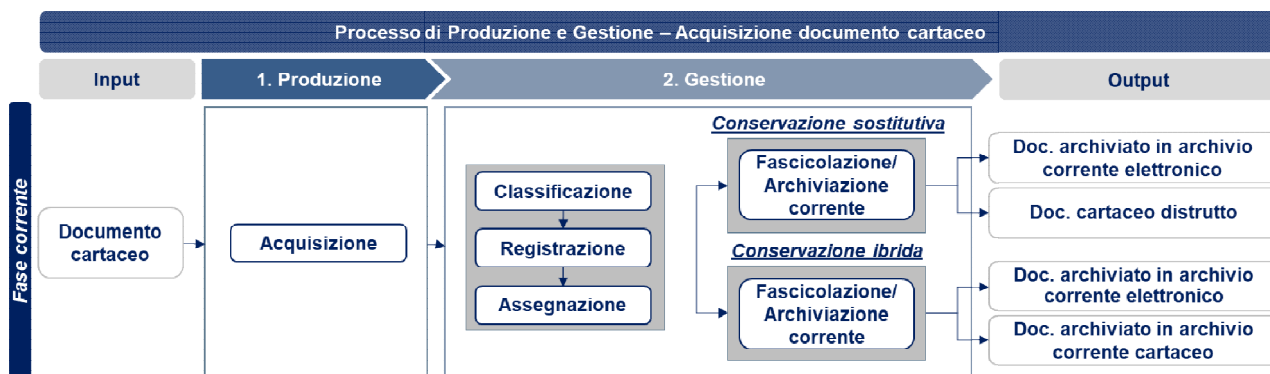 Processo di Produzione e Gestione – Acquisizione documento cartaceo
Input
1. Produzione
2. Gestione
Output
Fase corrente
Documento
cartaceo
Acquisizione
Classificazione
Registrazione
Assegnazione
Conservazione sostitutiva
Fascicolazione/
Archiviazione
corrente
Conservazione ibrida
Fascicolazione/
Archiviazione
corrente
Doc. archiviato in archivio
corrente elettronico
Doc. cartaceo distrutto
Doc. archiviato in archivio
corrente elettronico
Doc. archiviato in archivio
corrente cartaceo